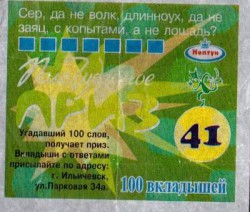 Сер, да не волк, длинноух, да не
заяц, с копытами, а не лошадь?
Нептун
ПРИЗ
Угадавший 100 слов,
получает приз.
Вкладыши с ответами
присылайте по адресу:
г. Ильичевск,
ул.Парковая 34а.
41
100 вкладышей